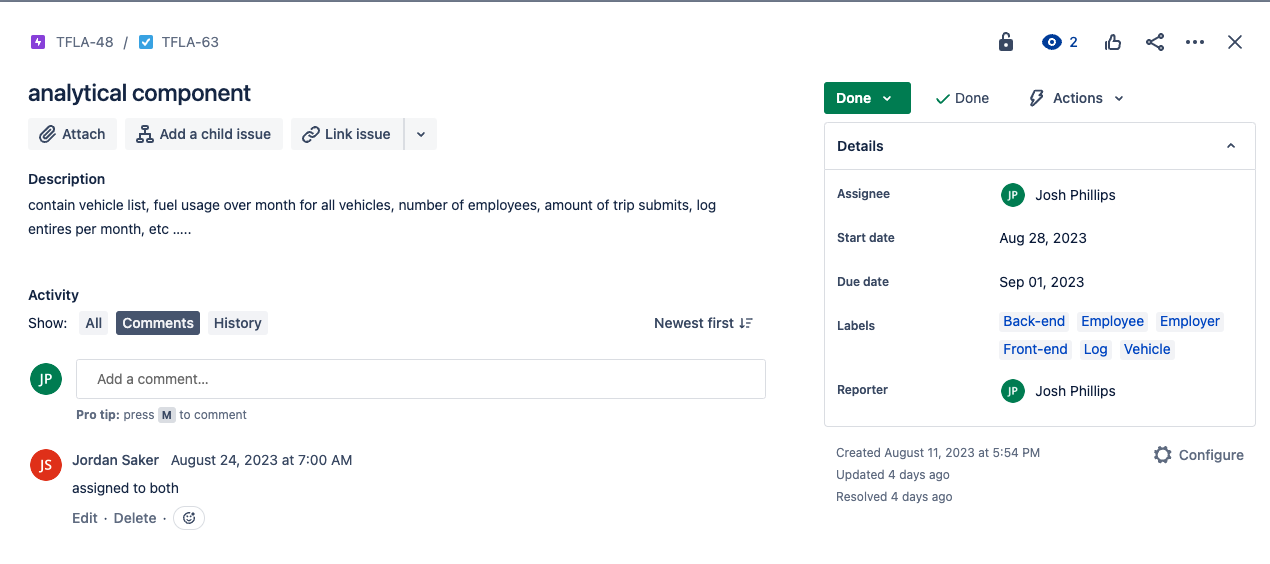 TFLA-48 / TFLA-63
2
analytical component
Done
Done
Actions
Attach
Add a child issue
Link issue
Description
contain vehicle list, fuel usage over month for all vehicles, number of employees, amount of trip submits, log
entires per month, etc .....
Activity
Show: All Comments History
Newest first
JP
Add a comment...
Pro tip: press M to comment
JS
Jordan Saker August 24, 2023 at 7:00 AM
assigned to both
Edit · Delete ·
Details
Assignee JP Josh Phillips
Start date Aug 28, 2023
Due date Sep 01, 2023
Labels Back-end Employee Employer
Front-end Log Vehicle
Reporter JP Josh Phillips
Created August 11, 2023 at 5:54 PM
Updated 4 days ago
Resolved 4 days ago
Configure